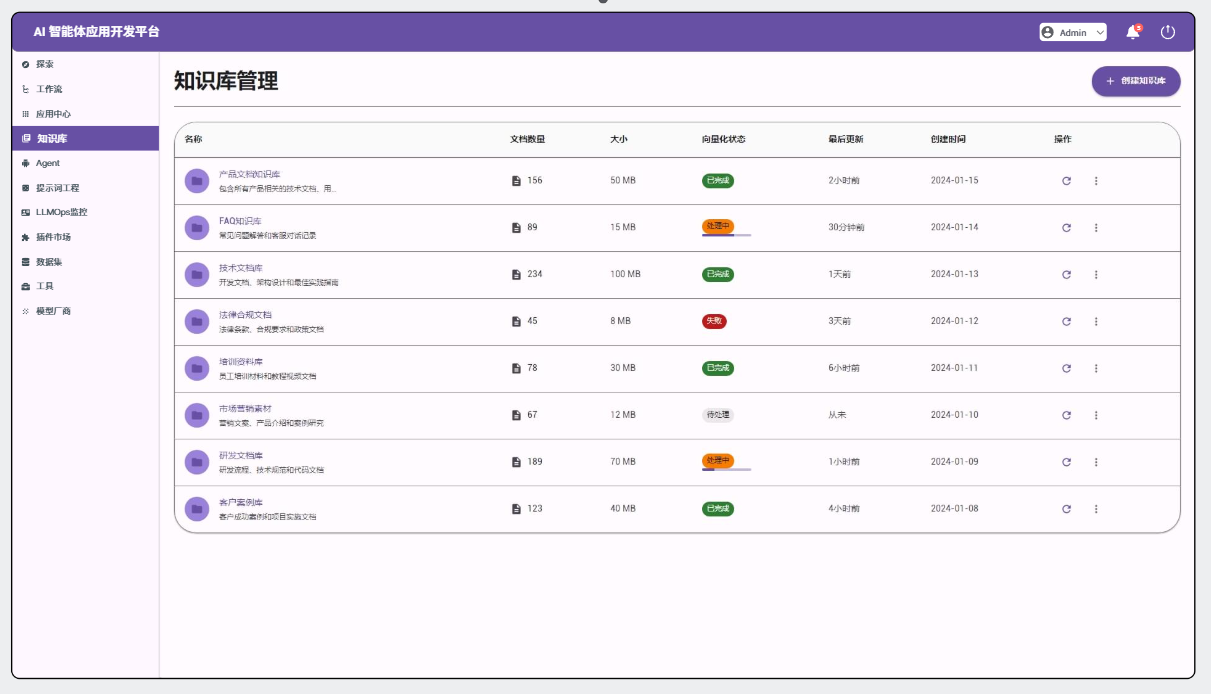 AI 智能体应用开发平台
Admin
5
探索
工作流
应用中心
知识库
Agent
提示词工程
LLMOps监控
插件市场
数据集
工具
模型厂商
知识库管理
+ 创建知识库
名称 文档数量 大小 向量化状态 最后更新 创建时间 操作
产品文档知识库
包含所有产品相关的技术文档、用...
156 50 MB 已完成 2小时前 2024-01-15
FAQ知识库
常见问题解答和客服对话记录
89 15 MB 处理中 30分钟前 2024-01-14
技术文档库
开发文档、架构设计和最佳实践指南
234 100 MB 已完成 1天前 2024-01-13
法律合规文档
法律条款、合规要求和政策文档
45 8 MB 失败 3天前 2024-01-12
培训资料库
员工培训材料和教程视频文档
78 30 MB 已完成 6小时前 2024-01-11
市场营销素材
营销文案、产品介绍和案例研究
67 12 MB 待处理 从未 2024-01-10
研发文档库
研发流程、技术规范和代码文档
189 70 MB 处理中 1小时前 2024-01-09
客户案例库
客户成功案例和项目实施文档
123 40 MB 已完成 4小时前 2024-01-08